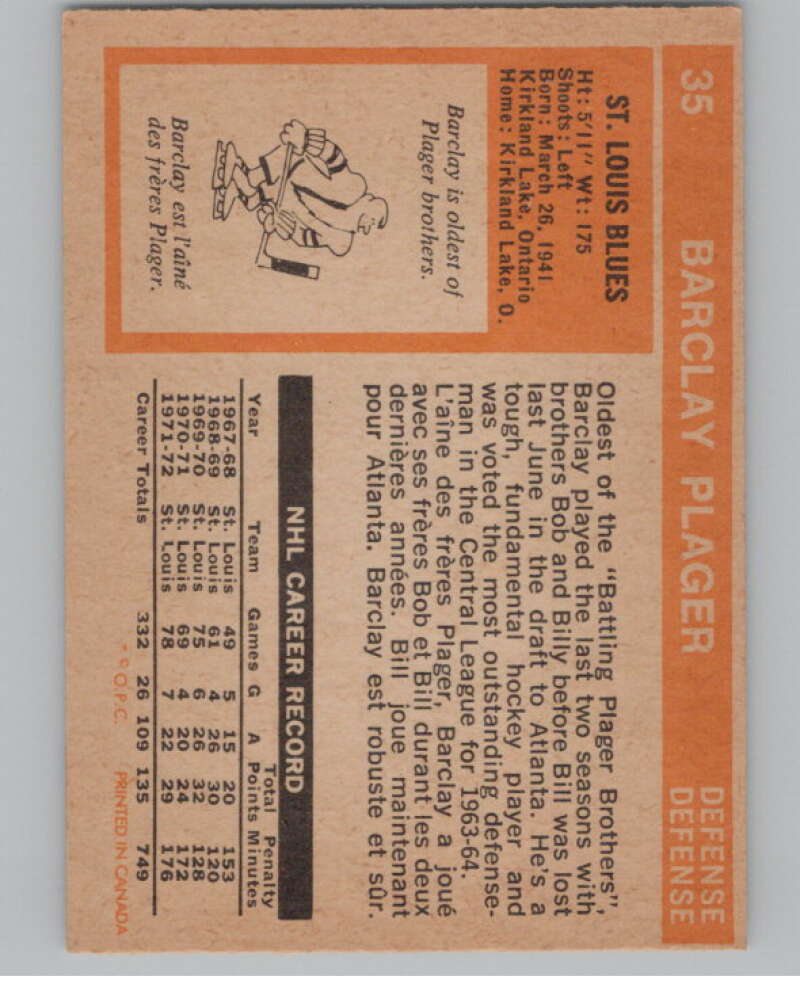 35 BARCLAY PLAGER DEFENSE
DEFENSE
ST. LOUIS BLUES
Ht: 5'11" Wt: 175
Shoots: Left
Born: March 26, 1941
Kirkland Lake, Ontario
Home: Kirkland Lake, O.
Barclay is oldest of
Plager brothers.
Barclay est l'aîné
des frères Plager.
Oldest of the "Battling Plager Brothers",
Barclay played the last two seasons with
brothers Bob and Billy before Bill was lost
last June in the draft to Atlanta. He's a
tough, fundamental hockey player and
was voted the most outstanding defense-
man in the Central League for 1963-64.
L'aîne des frères Plager, Barclay a joué
avec ses frères Bob et Bill durant les deux
dernières années. Bill joue maintenant
pour Atlanta. Barclay est robuste et sûr.
NHL CAREER RECORD
Total Penalty
Year Team Games G A Points Minutes
1967-68 St. Louis 49 5 15 20 153
1968-69 St. Louis 61 4 26 30 120
1969-70 St. Louis 75 6 26 32 128
1970-71 St. Louis 69 4 20 24 172
1971-72 St. Louis 78 7 22 29 176
Career Totals 332 26 109 135 749
* © O.P.C. PRINTED IN CANADA